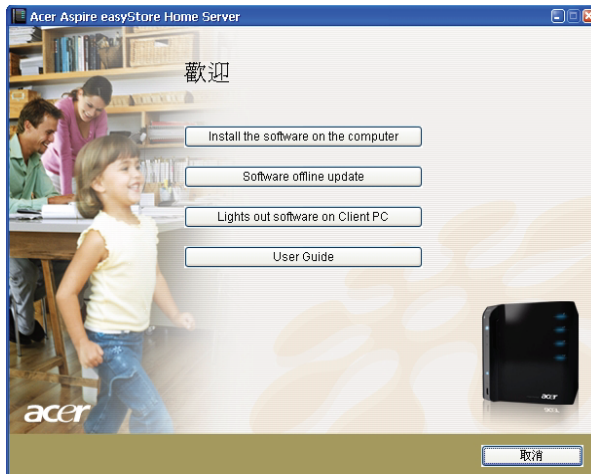 Acer Aspire easyStore Home Server
歡迎
Install the software on the computer
Software offline update
Lights out software on Client PC
User Guide
acer
acer
取消